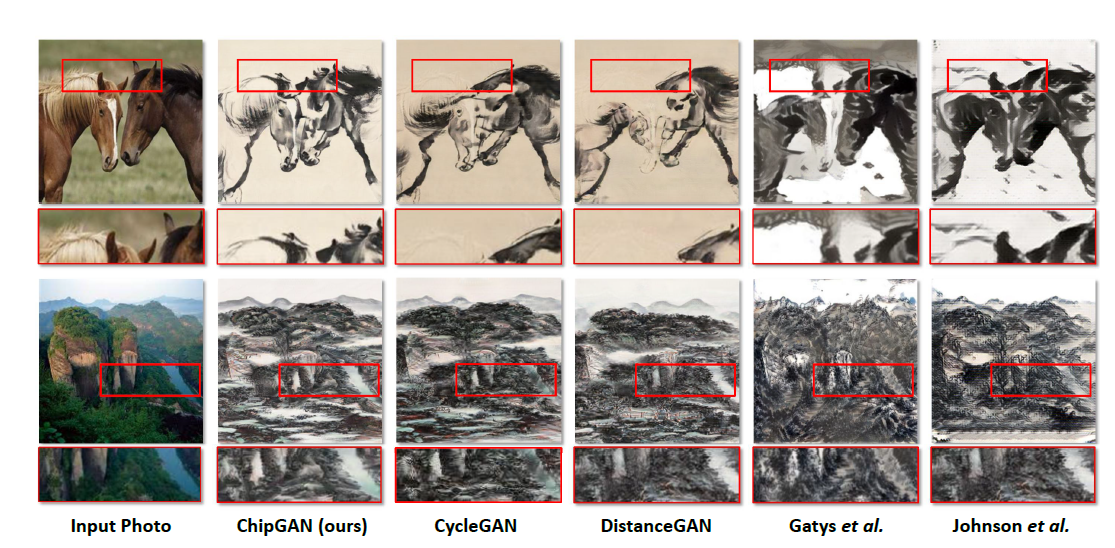 Input Photo
ChipGAN (ours)
CycleGAN
DistanceGAN
Gatys et al.
Johnson et al.